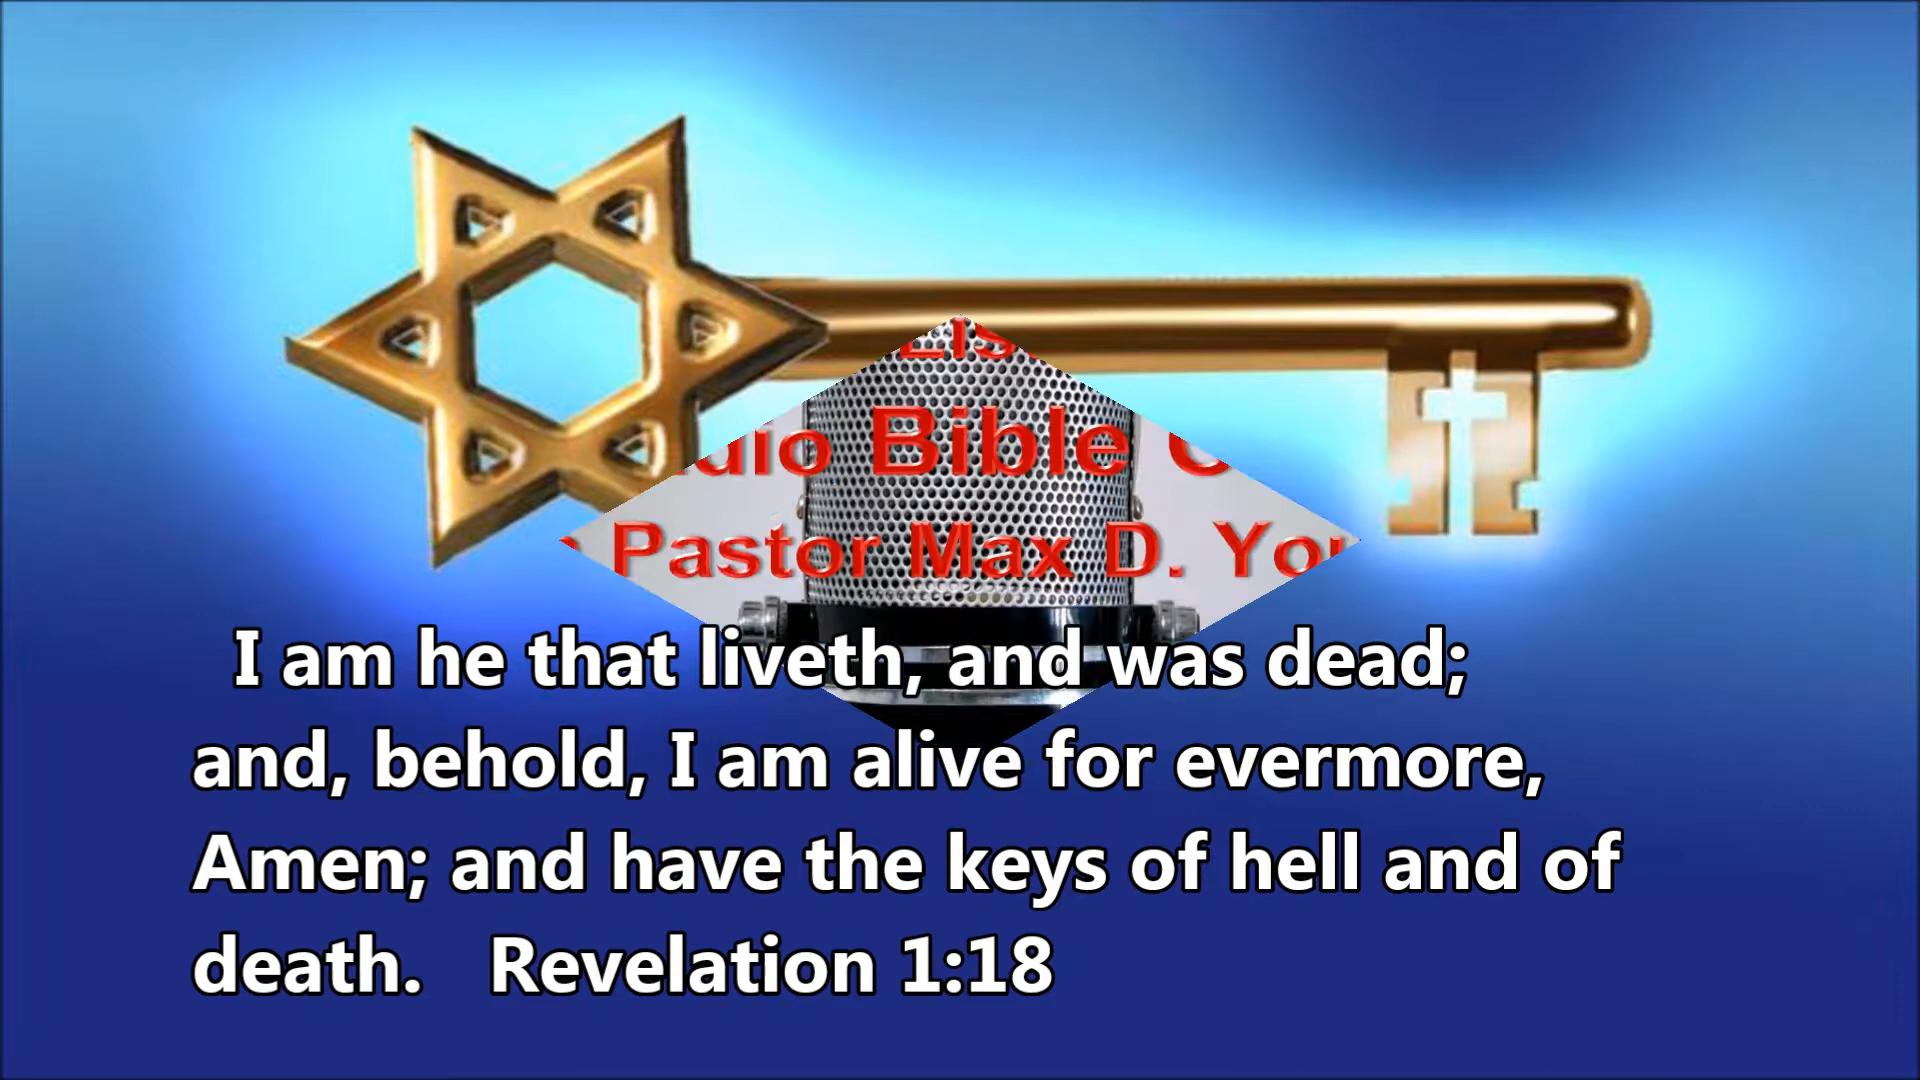 Bible
Pastor Max D.
I am he that liveth, and was dead;
and, behold, I am alive for evermore,
Amen; and have the keys of hell and of
death. Revelation 1:18